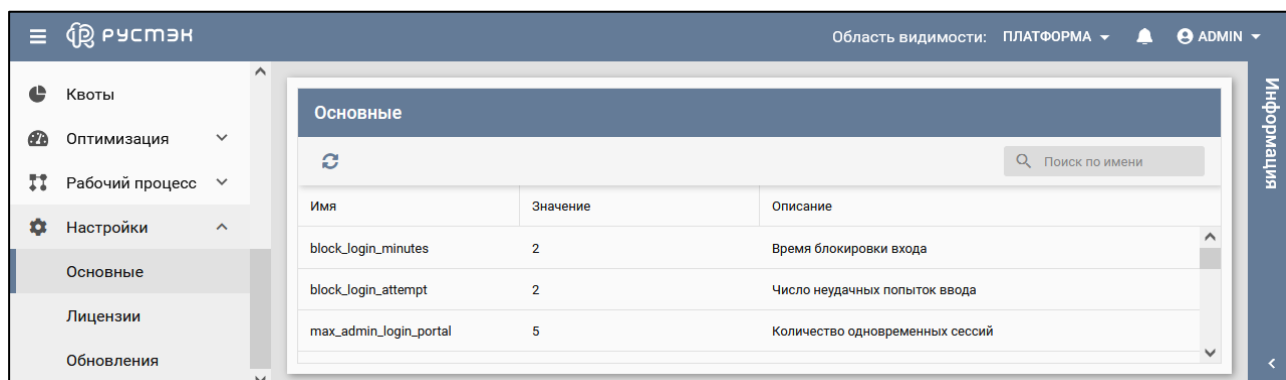 РУСТЭК
Область видимости: ПЛАТФОРМА ADMIN
Квоты
Оптимизация
Рабочий процесс
Настройки
Основные
Лицензии
Обновления
Основные
Поиск по имени
Имя Значение Описание
block_login_minutes 2 Время блокировки входа
block_login_attempt 2 Число неудачных попыток ввода
max_admin_login_portal 5 Количество одновременных сессий
Информация